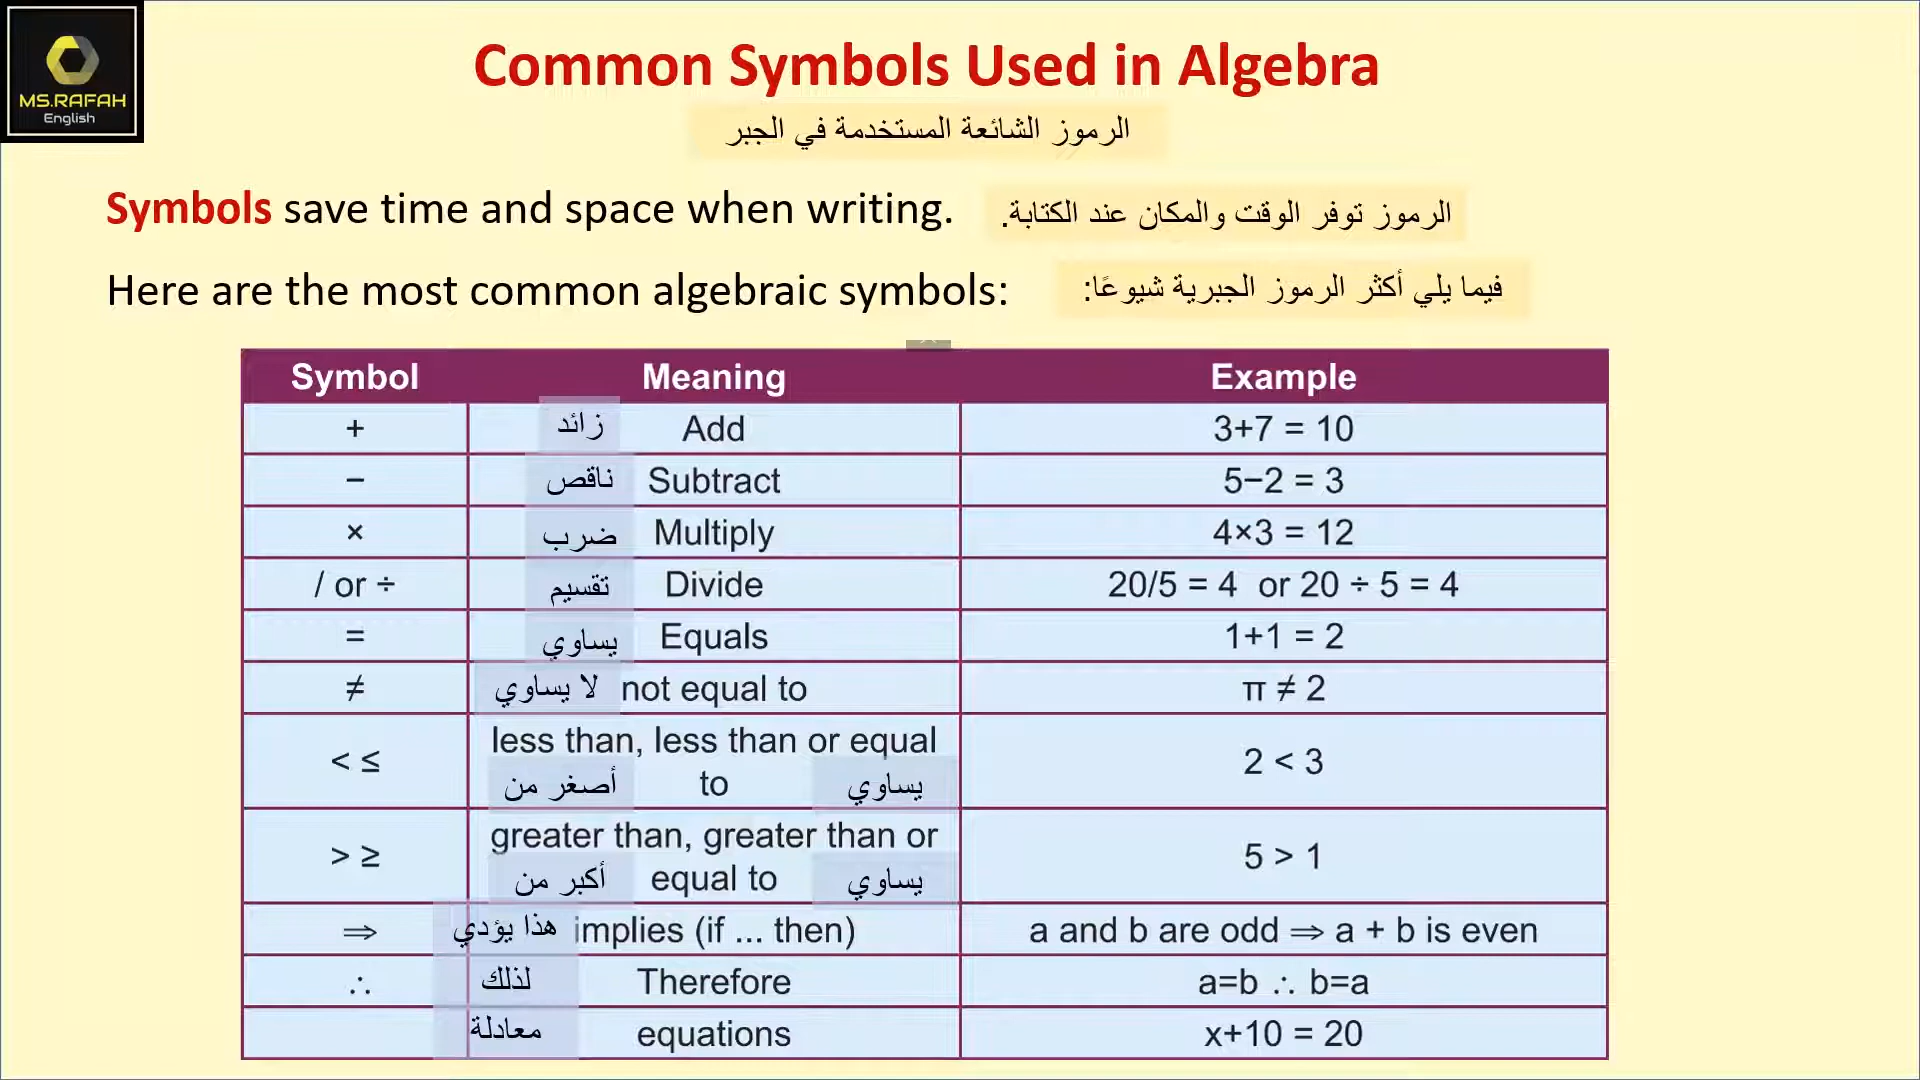 MS.RAFAH
English
Common Symbols Used in Algebra
الرموز الشائعة المستخدمة في الجبر
Symbols save time and space when writing. الرموز توفر الوقت والمكان عند الكتابة.
Here are the most common algebraic symbols: فيما يلي أكثر الرموز الجبرية شيوعًا:
Symbol Meaning Example
+ زائد Add 3+7 = 10
− ناقص Subtract 5−2 = 3
× ضرب Multiply 4×3 = 12
/ or ÷ تقسيم Divide 20/5 = 4 or 20 ÷ 5 = 4
= يساوي Equals 1+1 = 2
≠ لا يساوي not equal to π ≠ 2
< ≤ less than, less than or equal 2 < 3
أصغر من to يساوي
> ≥ greater than, greater than or 5 > 1
أكبر من equal to يساوي
⇒ هذا يؤدي implies (if ... then) a and b are odd ⇒ a + b is even
∴ لذلك Therefore a=b ∴ b=a
معادلة equations x+10 = 20